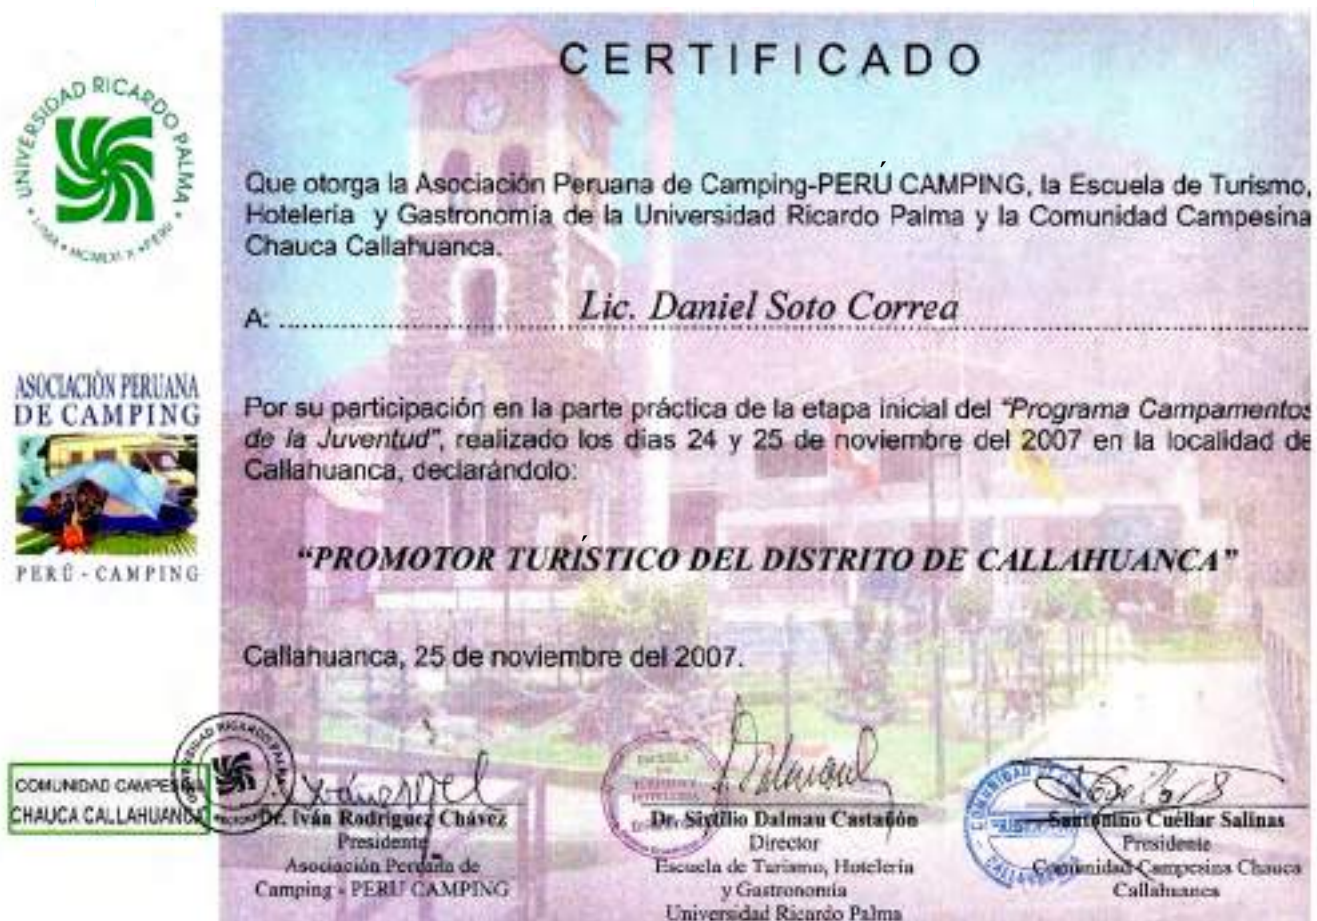 CERTIFICADO
UNIVERSIDAD RICARDO PALMA
Que otorga la Asociación Peruana de Camping-PERÚ CAMPING, la Escuela de Turismo,
Hotelería y Gastronomía de la Universidad Ricardo Palma y la Comunidad Campesina
Chauca Callahuanca.
A: Lic. Daniel Soto Correa
ASOCIACIÓN PERUANA
DE CAMPING
PERÚ - CAMPING
Por su participación en la parte práctica de la etapa inicial del "Programa Campamentos
de la Juventud", realizado los días 24 y 25 de noviembre del 2007 en la localidad de
Callahuanca, declarándolo:
"PROMOTOR TURÍSTICO DEL DISTRITO DE CALLAHUANCA"
Callahuanca, 25 de noviembre del 2007.
COMUNIDAD CAMPESINA
CHAUCA CALLAHUANCA
Dr. Iván Rodríguez Chávez
Presidente
Asociación Peruana de
Camping - PERÚ CAMPING
Dr. Sixtilio Dalmau Castañón
Director
Escuela de Turismo, Hotelería
y Gastronomía
Universidad Ricardo Palma
Santonino Cuéllar Salinas
Presidente
Comunidad Campesina Chauca
Callahuanca